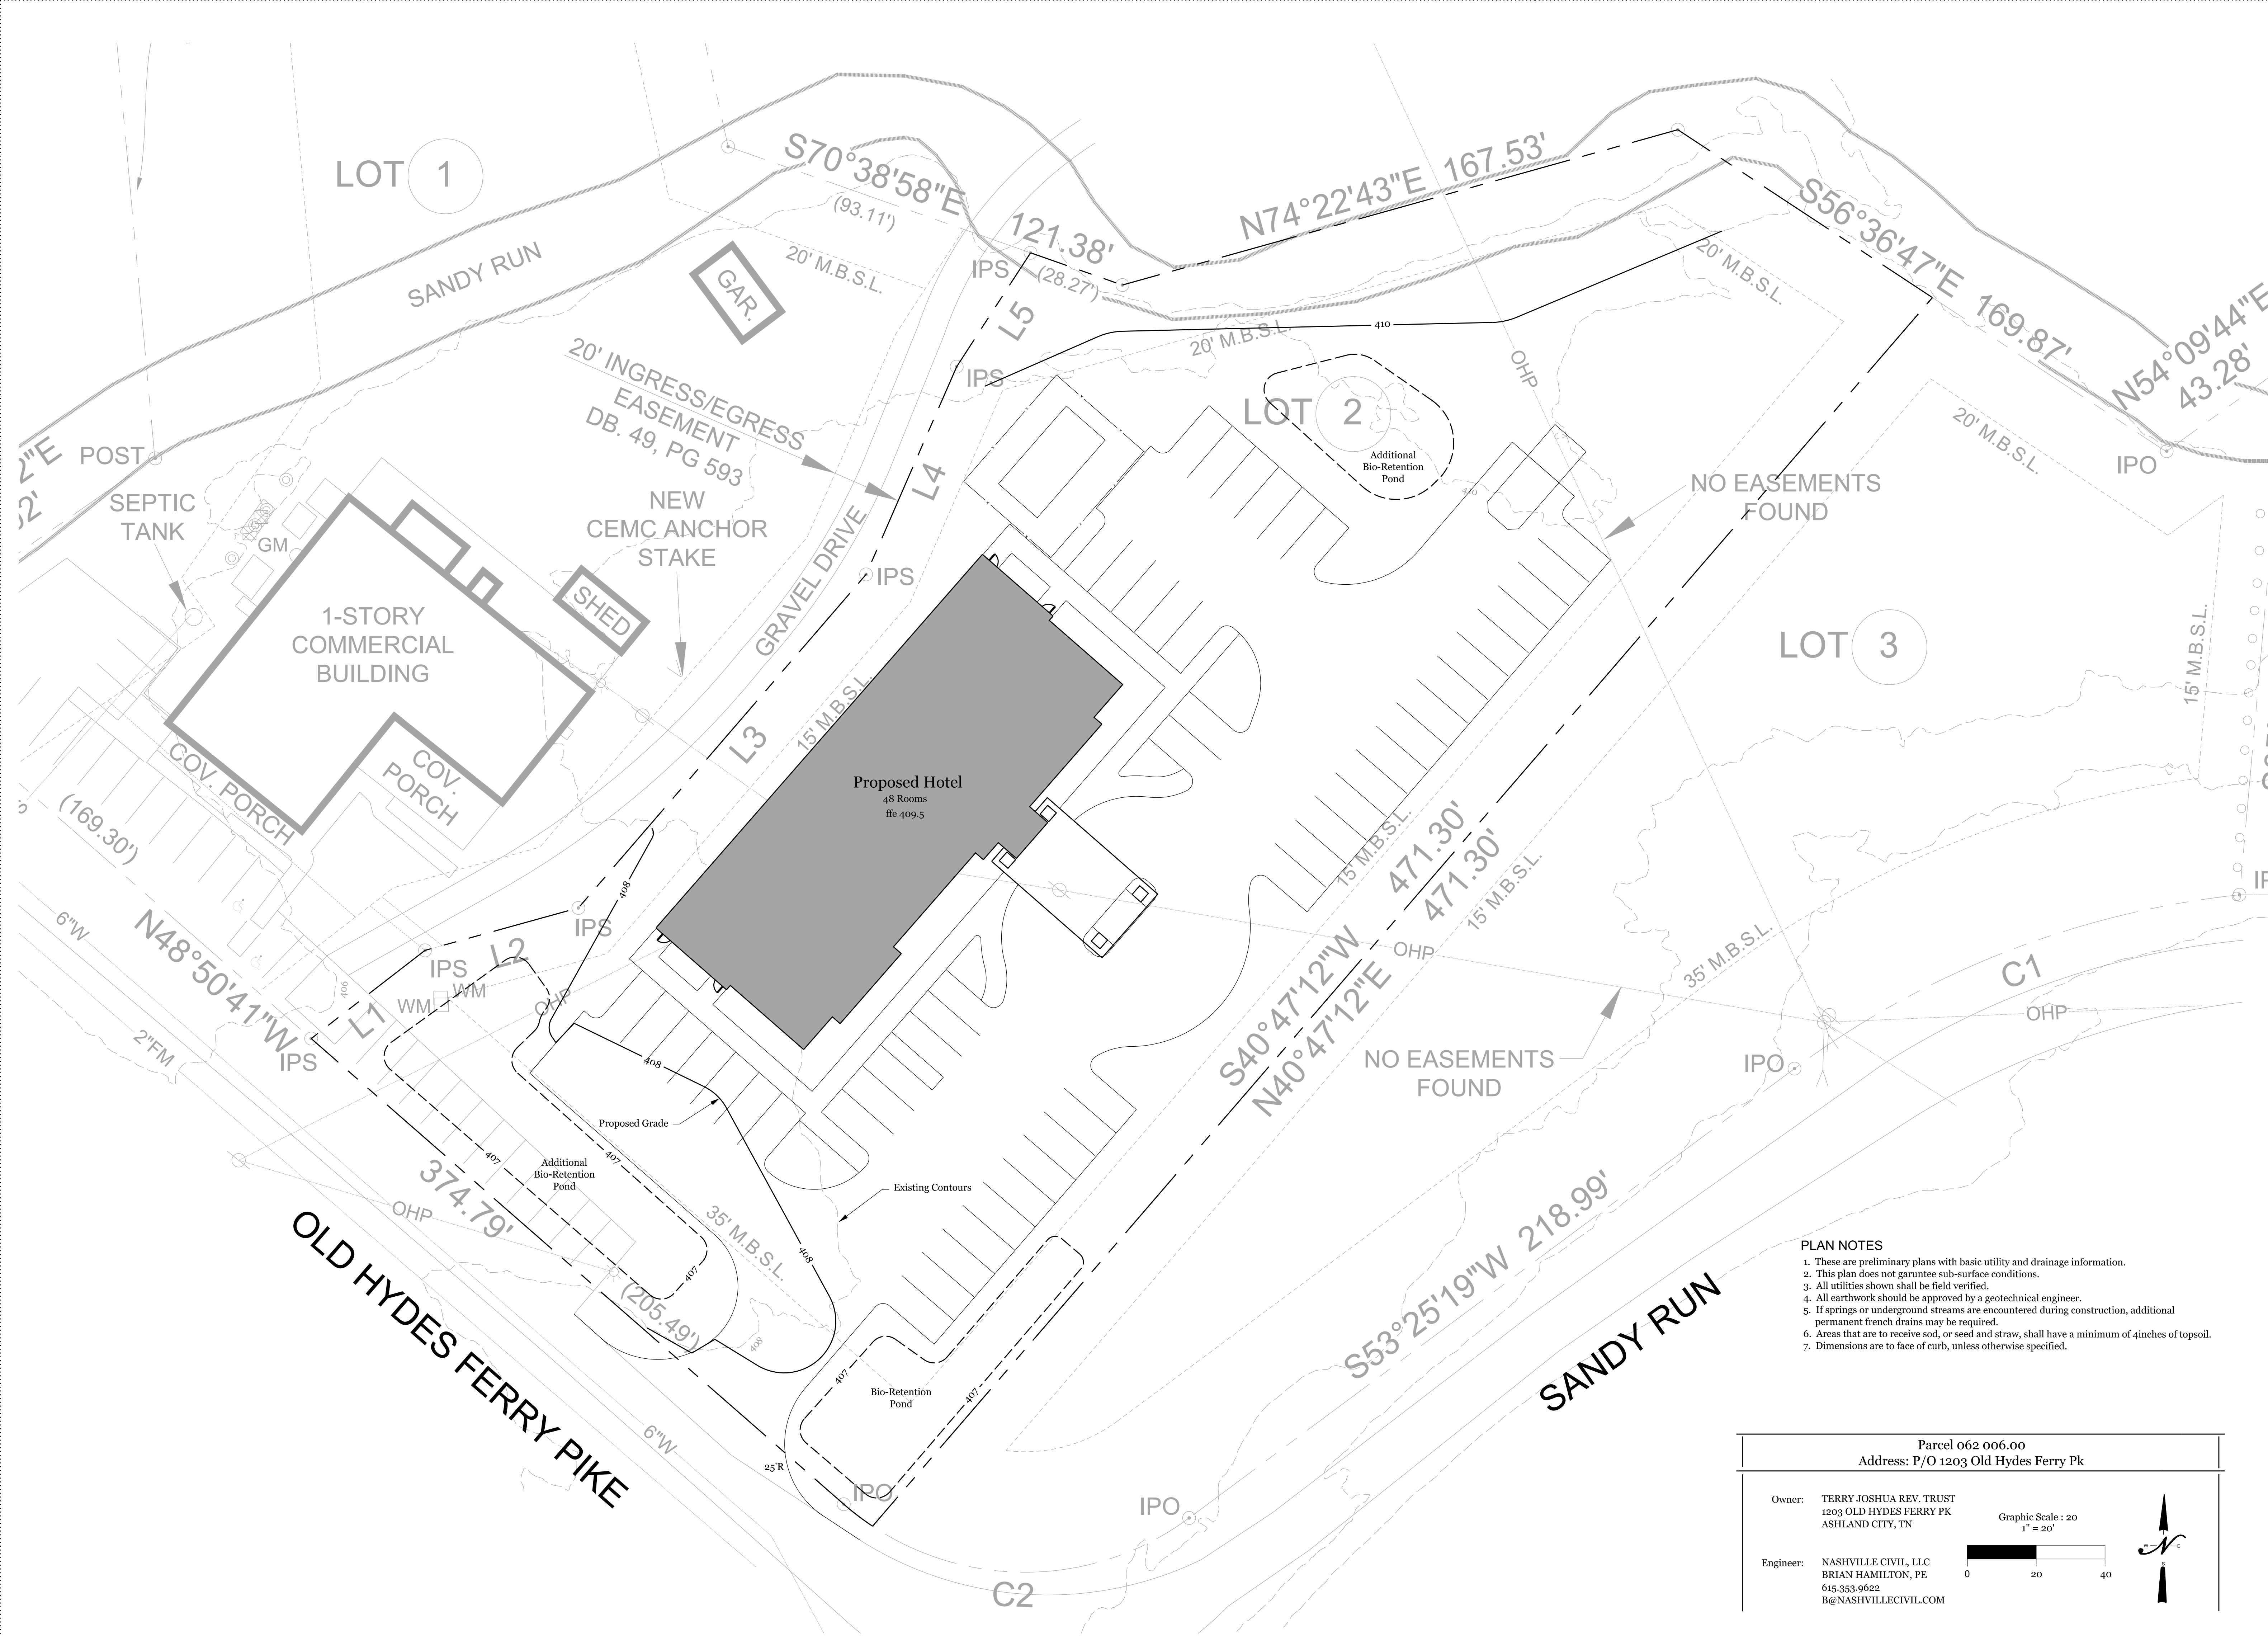 LOT 1
SANDY RUN
S70°38'58"E
121.38'
(93.11')
(28.27')
20' M.B.S.L.
GAR.
IPS
L5
N74°22'43"E 167.53'
S56°36'47"E 169.87'
20' M.B.S.L.
N54°09'44"E
43.28'
20' M.B.S.L.
IPO
410
20' M.B.S.L.
OHP
20' INGRESS/EGRESS
EASEMENT
DB. 49, PG 593
IPS
L4
LOT 2
Additional
Bio-Retention
Pond
410
NO EASEMENTS
FOUND
POST
SEPTIC
TANK
GM
NEW
CEMC ANCHOR
STAKE
GRAVEL DRIVE
IPS
1-STORY
COMMERCIAL
BUILDING
SHED
LOT 3
15' M.B.S.L.
L3
15' M.B.S.L.
Proposed Hotel
48 Rooms
ffe 409.5
COV. PORCH
COV.
PORCH
(169.30')
408
15' M.B.S.L.
471.30'
471.30'
15' M.B.S.L.
S40°47'12"W
N40°47'12"E
OHP
35' M.B.S.L.
C1
OHP
6"W
N48°50'41"W
IPS
L2
IPS
WM
WM
OHP
406
L1
IPS
2"FM
408
Proposed Grade
NO EASEMENTS
FOUND
IPO
407
407
Additional
Bio-Retention
Pond
374.79'
OHP
Existing Contours
35' M.B.S.L.
408
407
(205.49')
408
S53°25'19"W 218.99'
OLD HYDES FERRY PIKE
SANDY RUN
407
407
Bio-Retention
Pond
6"W
25'R
IPO
IPO
C2
PLAN NOTES
1. These are preliminary plans with basic utility and drainage information.
2. This plan does not garuntee sub-surface conditions.
3. All utilities shown shall be field verified.
4. All earthwork should be approved by a geotechnical engineer.
5. If springs or underground streams are encountered during construction, additional
permanent french drains may be required.
6. Areas that are to receive sod, or seed and straw, shall have a minimum of 4inches of topsoil.
7. Dimensions are to face of curb, unless otherwise specified.
Parcel 062 006.00
Address: P/O 1203 Old Hydes Ferry Pk
Owner: TERRY JOSHUA REV. TRUST
1203 OLD HYDES FERRY PK
ASHLAND CITY, TN
Graphic Scale : 20
1" = 20'
0 20 40
N
W E
S
Engineer: NASHVILLE CIVIL, LLC
BRIAN HAMILTON, PE
615.353.9622
B@NASHVILLECIVIL.COM